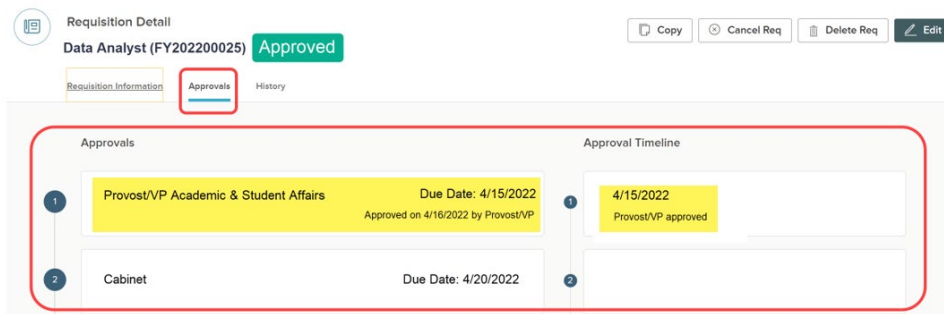 Requisition Detail
Data Analyst (FY202200025) Approved
Copy
Cancel Req
Delete Req
Edit
Requisition Information
Approvals
History
Approvals
1
Provost/VP Academic & Student Affairs
Due Date: 4/15/2022
Approved on 4/16/2022 by Provost/VP
2
Cabinet
Due Date: 4/20/2022
Approval Timeline
1
4/15/2022
Provost/VP approved
2